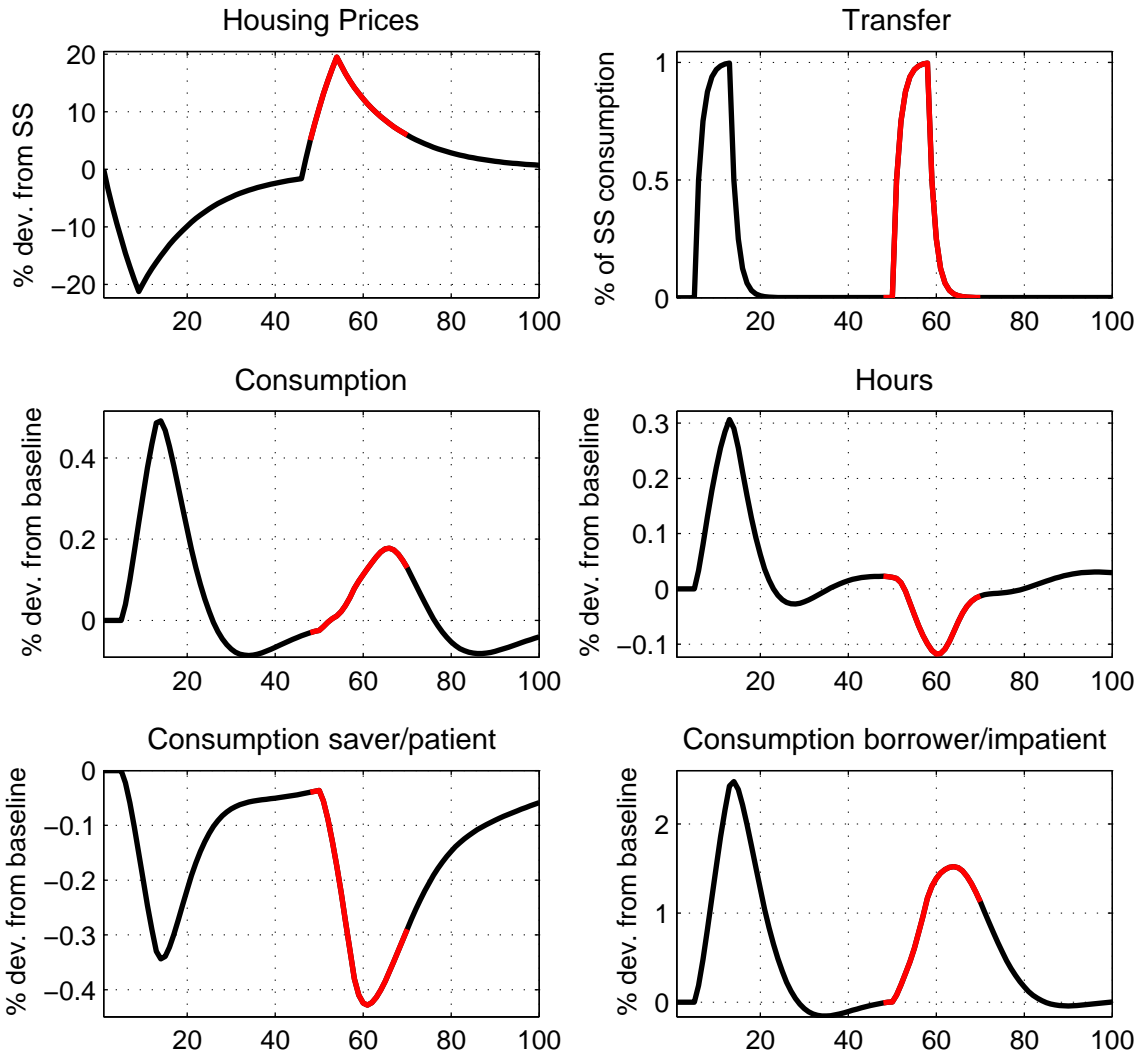 Housing Prices
% dev. from SS
20
10
0
−10
−20
20 40 60 80 100
Transfer
% of SS consumption
1
0.5
0
20 40 60 80 100
Consumption
% dev. from baseline
0.4
0.2
0
20 40 60 80 100
Hours
% dev. from baseline
0.3
0.2
0.1
0
−0.1
20 40 60 80 100
Consumption saver/patient
% dev. from baseline
0
−0.1
−0.2
−0.3
−0.4
20 40 60 80 100
Consumption borrower/impatient
% dev. from baseline
2
1
0
20 40 60 80 100